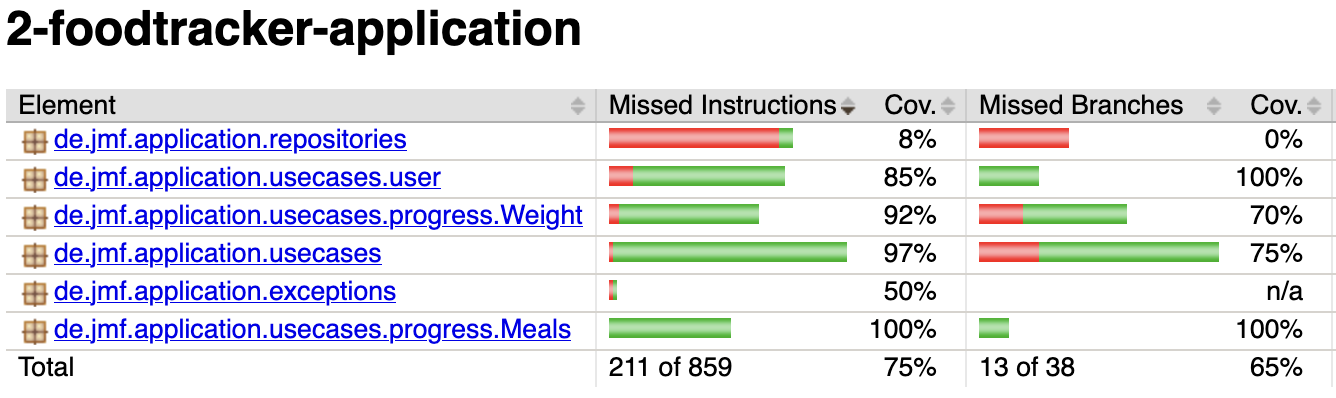 2-foodtracker-application
Element Missed Instructions Cov. Missed Branches Cov.
de.jmf.application.repositories 8% 0%
de.jmf.application.usecases.user 85% 100%
de.jmf.application.usecases.progress.Weight 92% 70%
de.jmf.application.usecases 97% 75%
de.jmf.application.exceptions 50% n/a
de.jmf.application.usecases.progress.Meals 100% 100%
Total 211 of 859 75% 13 of 38 65%